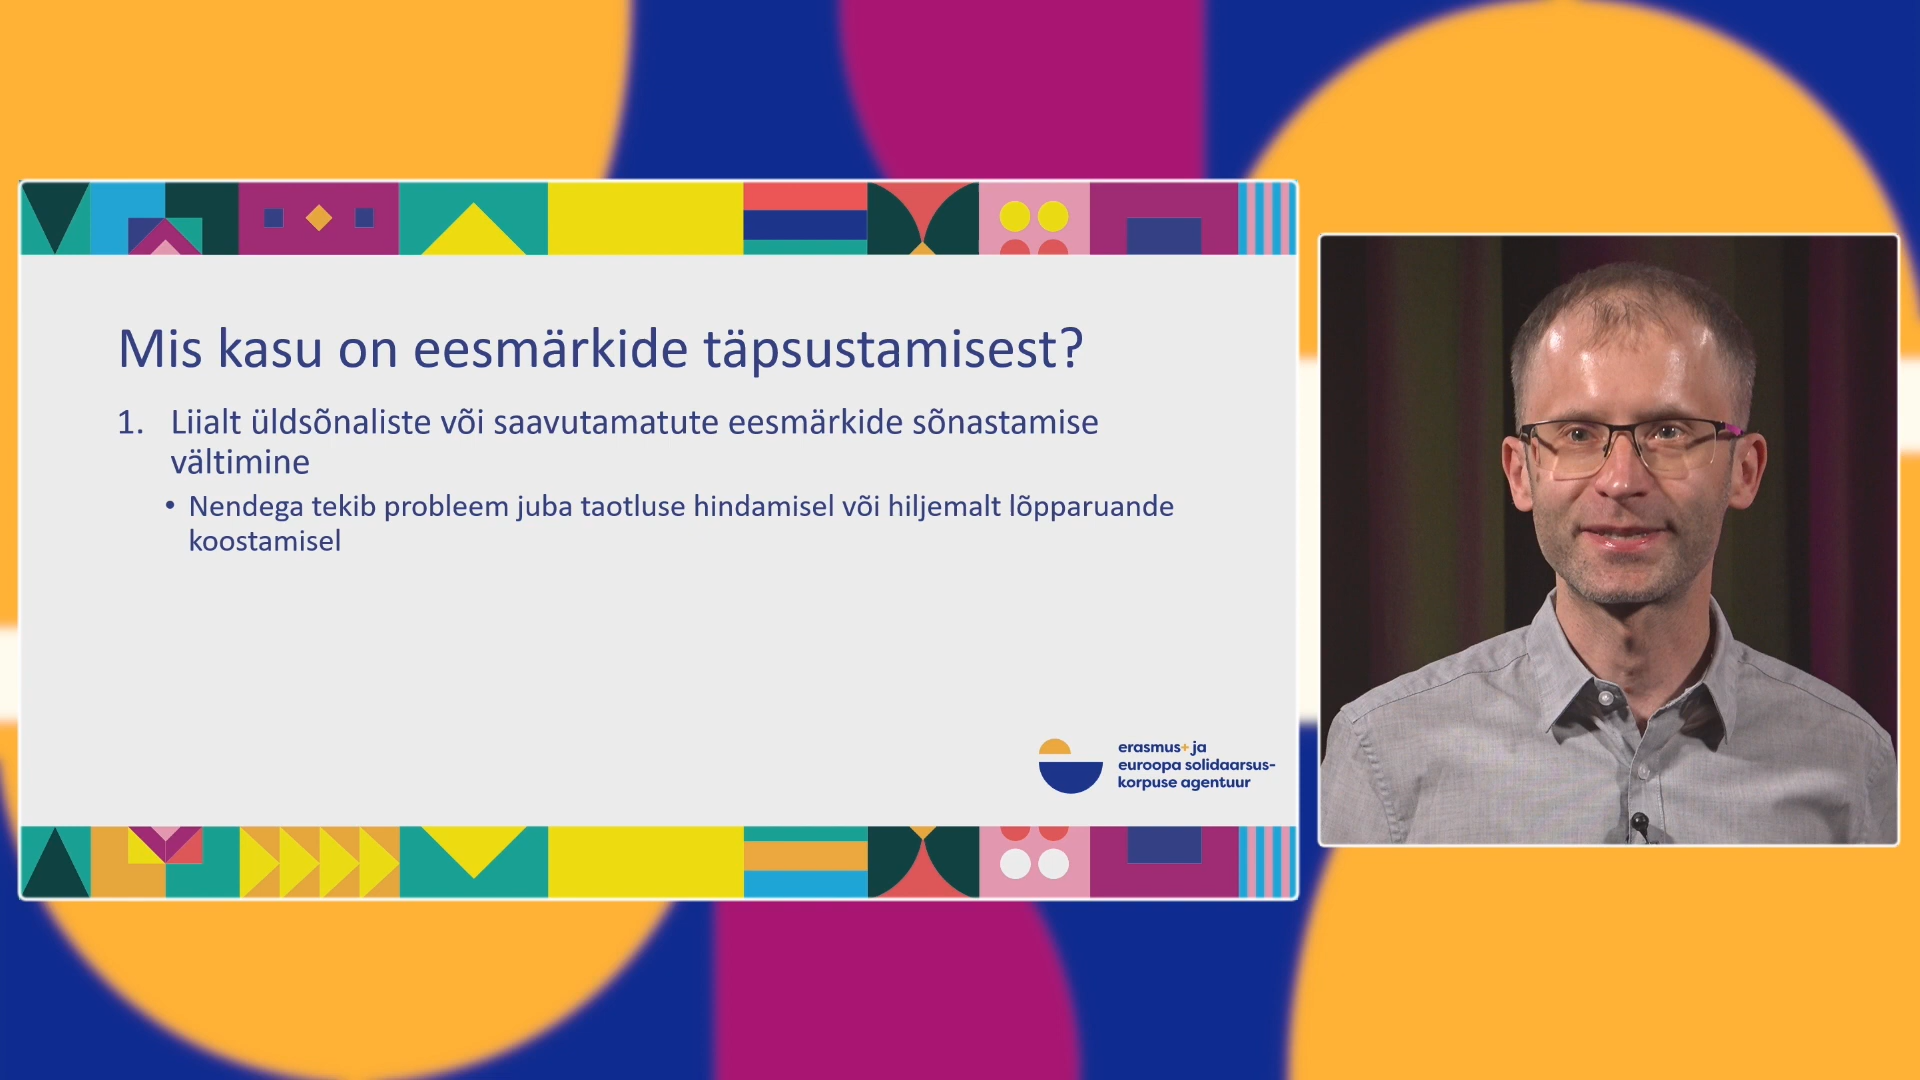 Mis kasu on eesmärkide täpsustamisest?
1. Liialt üldsõnaliste või saavutamatute eesmärkide sõnastamise
vältimine
• Nendega tekib probleem juba taotluse hindamisel või hiljemalt lõpparuande
koostamisel
erasmus+ ja
euroopa solidaarsus-
korpuse agentuur